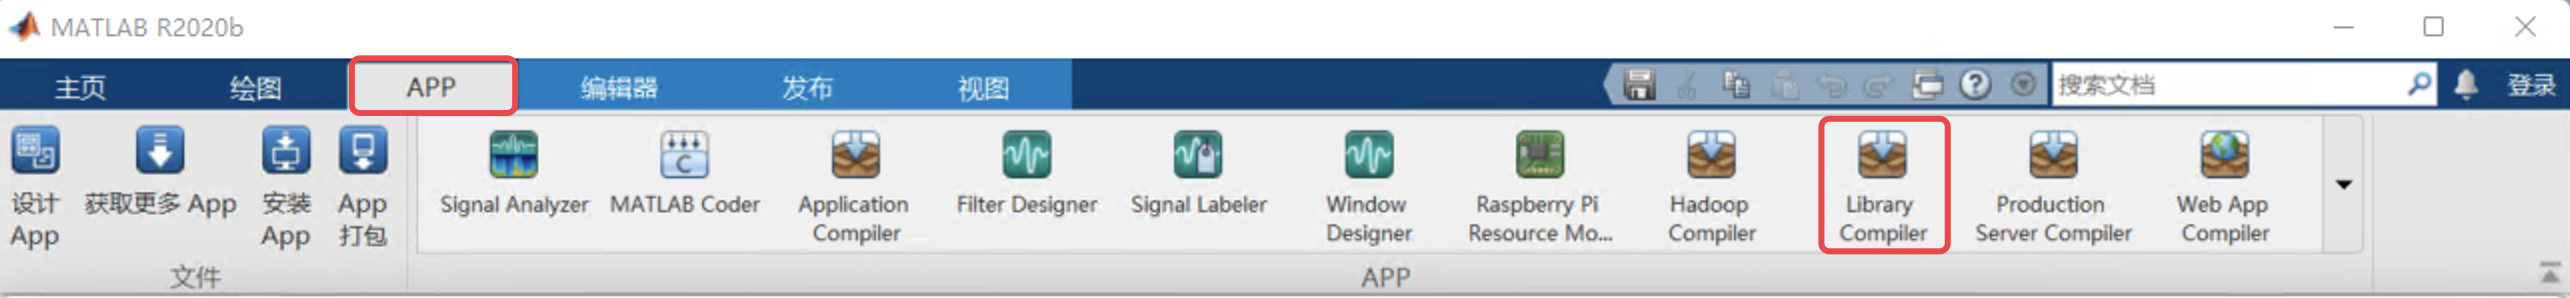 MATLAB R2020b
主页 绘图 APP 编辑器 发布 视图 搜索文档 登录
设计 App
获取更多 App
安装 App
App 打包
文件
Signal Analyzer
MATLAB Coder
C
Application Compiler
Filter Designer
Signal Labeler
Window Designer
Raspberry Pi Resource Mo...
Hadoop Compiler
Library Compiler
Production Server Compiler
Web App Compiler
APP